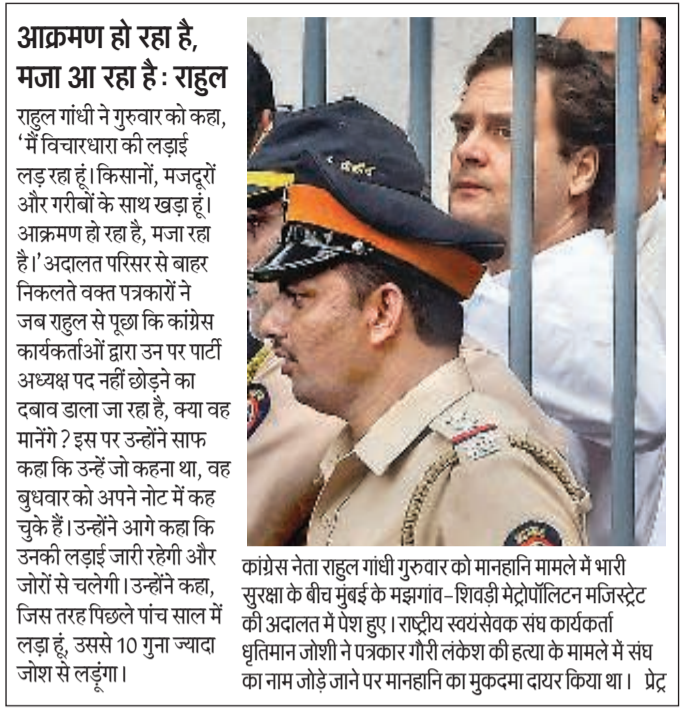 आक्रमण हो रहा है,
मजा आ रहा है : राहुल
राहुल गांधी ने गुरुवार को कहा,
‘मैं विचारधारा की लड़ाई
लड़ रहा हूं। किसानों, मजदूरों
और गरीबों के साथ खड़ा हूं।
आक्रमण हो रहा है, मजा रहा
है।’ अदालत परिसर से बाहर
निकलते वक्त पत्रकारों ने
जब राहुल से पूछा कि कांग्रेस
कार्यकर्ताओं द्वारा उन पर पार्टी
अध्यक्ष पद नहीं छोड़ने का
दबाव डाला जा रहा है, क्या वह
मानेंगे ? इस पर उन्होंने साफ
कहा कि उन्हें जो कहना था, वह
बुधवार को अपने नोट में कह
चुके हैं। उन्होंने आगे कहा कि
उनकी लड़ाई जारी रहेगी और
जोरों से चलेगी। उन्होंने कहा,
जिस तरह पिछले पांच साल में
लड़ा हूं, उससे 10 गुना ज्यादा
जोश से लड़ूंगा।
कांग्रेस नेता राहुल गांधी गुरुवार को मानहानि मामले में भारी
सुरक्षा के बीच मुंबई के मझगांव-शिवड़ी मेट्रोपॉलिटन मजिस्ट्रेट
की अदालत में पेश हुए। राष्ट्रीय स्वयंसेवक संघ कार्यकर्ता
धृतिमान जोशी ने पत्रकार गौरी लंकेश की हत्या के मामले में संघ
का नाम जोड़े जाने पर मानहानि का मुकदमा दायर किया था। प्रेट्र